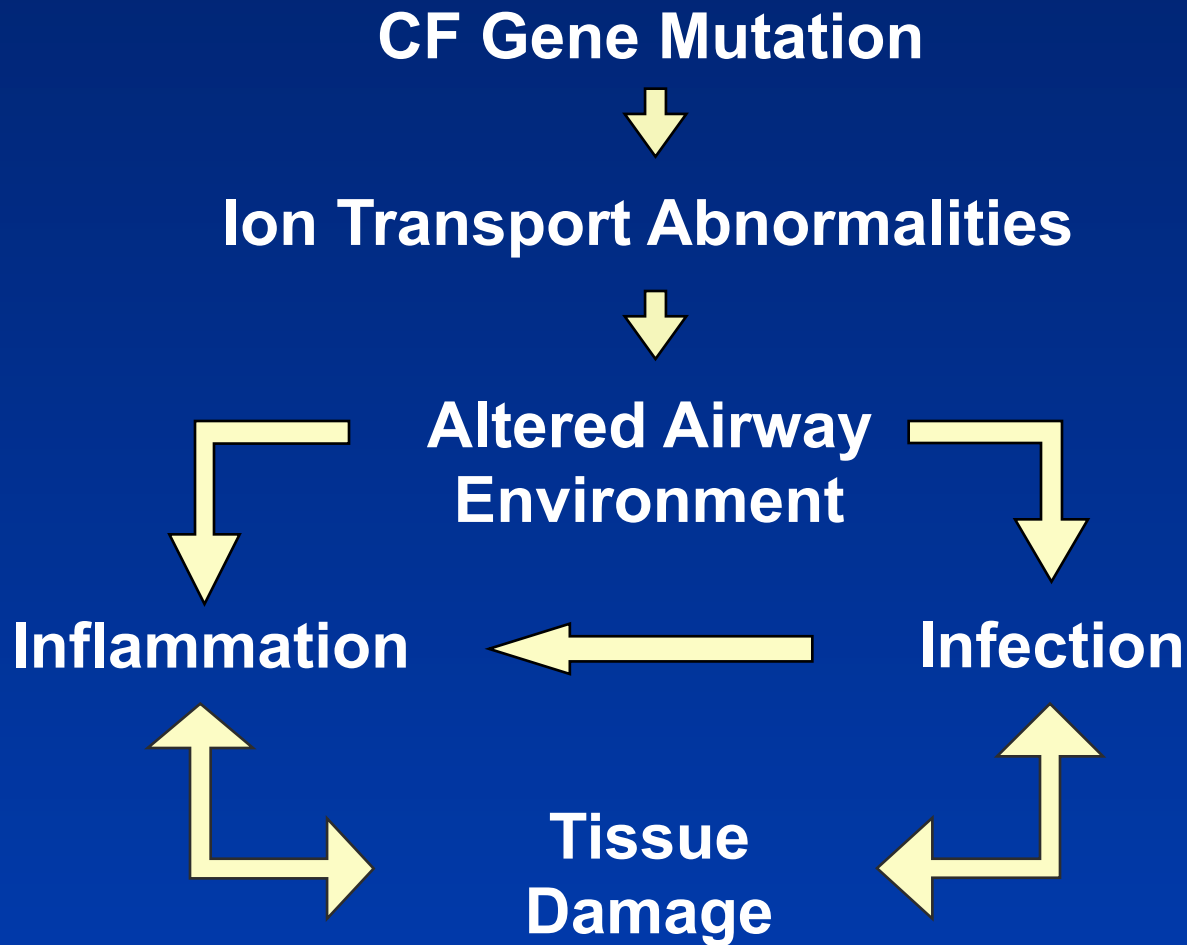 CF Gene Mutation
Ion Transport Abnormalities
Altered Airway
Environment
Inflammation
Infection
Tissue
Damage